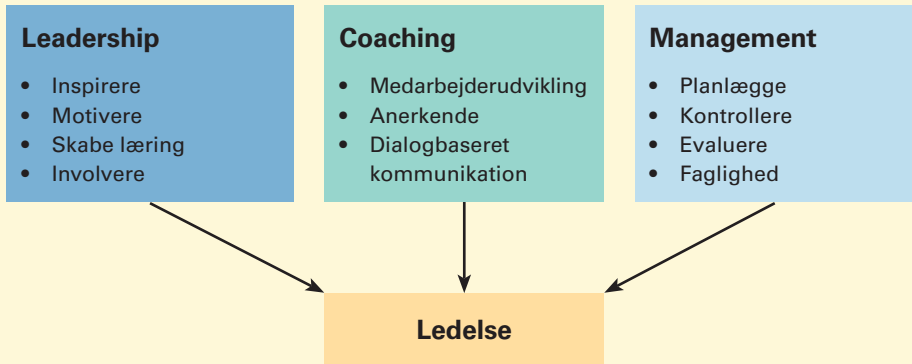 Leadership
• Inspirere
• Motivere
• Skabe læring
• Involvere
Coaching
• Medarbejderudvikling
• Anerkende
• Dialogbaseret
kommunikation
Management
• Planlægge
• Kontrollere
• Evaluere
• Faglighed
Ledelse